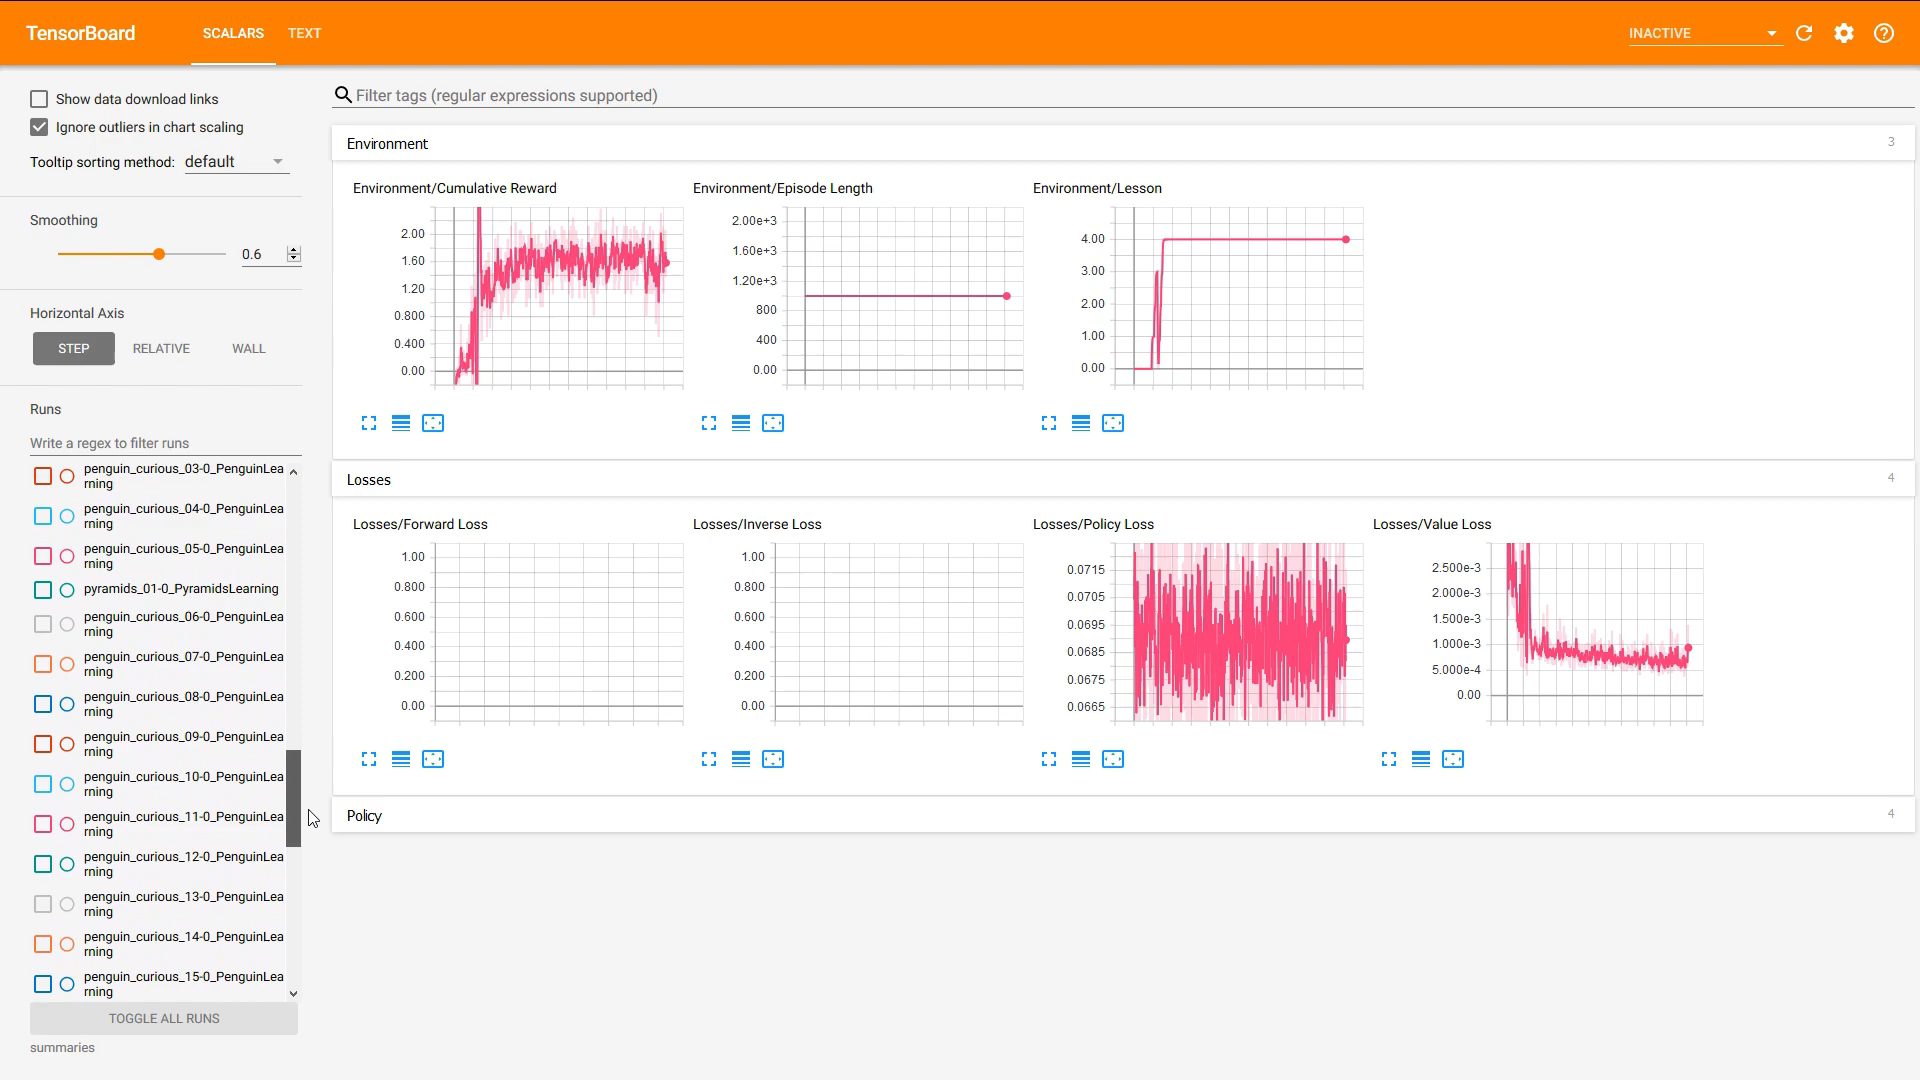 TensorBoard
SCALARS
TEXT
INACTIVE
Show data download links
Ignore outliers in chart scaling
Tooltip sorting method: default
Smoothing
0.6
Horizontal Axis
STEP
RELATIVE
WALL
Runs
Write a regex to filter runs
penguin_curious_03-0_PenguinLea
rning
penguin_curious_04-0_PenguinLea
rning
penguin_curious_05-0_PenguinLea
rning
pyramids_01-0_PyramidsLearning
penguin_curious_06-0_PenguinLea
rning
penguin_curious_07-0_PenguinLea
rning
penguin_curious_08-0_PenguinLea
rning
penguin_curious_09-0_PenguinLea
rning
penguin_curious_10-0_PenguinLea
rning
penguin_curious_11-0_PenguinLea
rning
penguin_curious_12-0_PenguinLea
rning
penguin_curious_13-0_PenguinLea
rning
penguin_curious_14-0_PenguinLea
rning
penguin_curious_15-0_PenguinLea
rning
TOGGLE ALL RUNS
summaries
Filter tags (regular expressions supported)
Environment
3
Environment/Cumulative Reward
2.00
1.60
1.20
0.800
0.400
0.00
Environment/Episode Length
2.00e+3
1.60e+3
1.20e+3
800
400
0.00
Environment/Lesson
4.00
3.00
2.00
1.00
0.00
Losses
4
Losses/Forward Loss
1.00
0.800
0.600
0.400
0.200
0.00
Losses/Inverse Loss
1.00
0.800
0.600
0.400
0.200
0.00
Losses/Policy Loss
0.0715
0.0705
0.0695
0.0685
0.0675
0.0665
Losses/Value Loss
2.500e-3
2.000e-3
1.500e-3
1.000e-3
5.000e-4
0.00
Policy
4